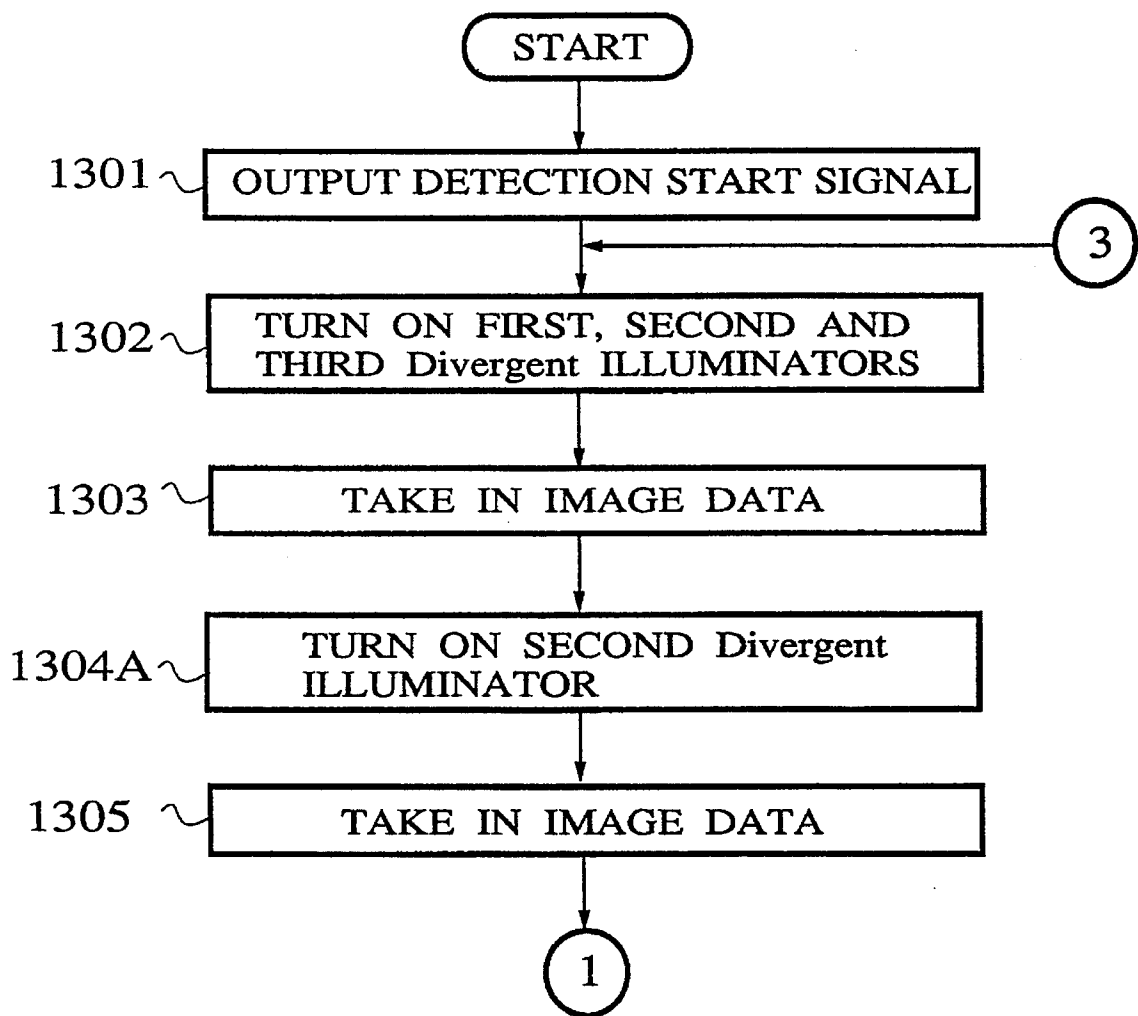 START
1301
OUTPUT DETECTION START SIGNAL
3
1302
TURN ON FIRST, SECOND AND
THIRD Divergent ILLUMINATORS
1303
TAKE IN IMAGE DATA
1304A
TURN ON SECOND Divergent
ILLUMINATOR
1305
TAKE IN IMAGE DATA
1